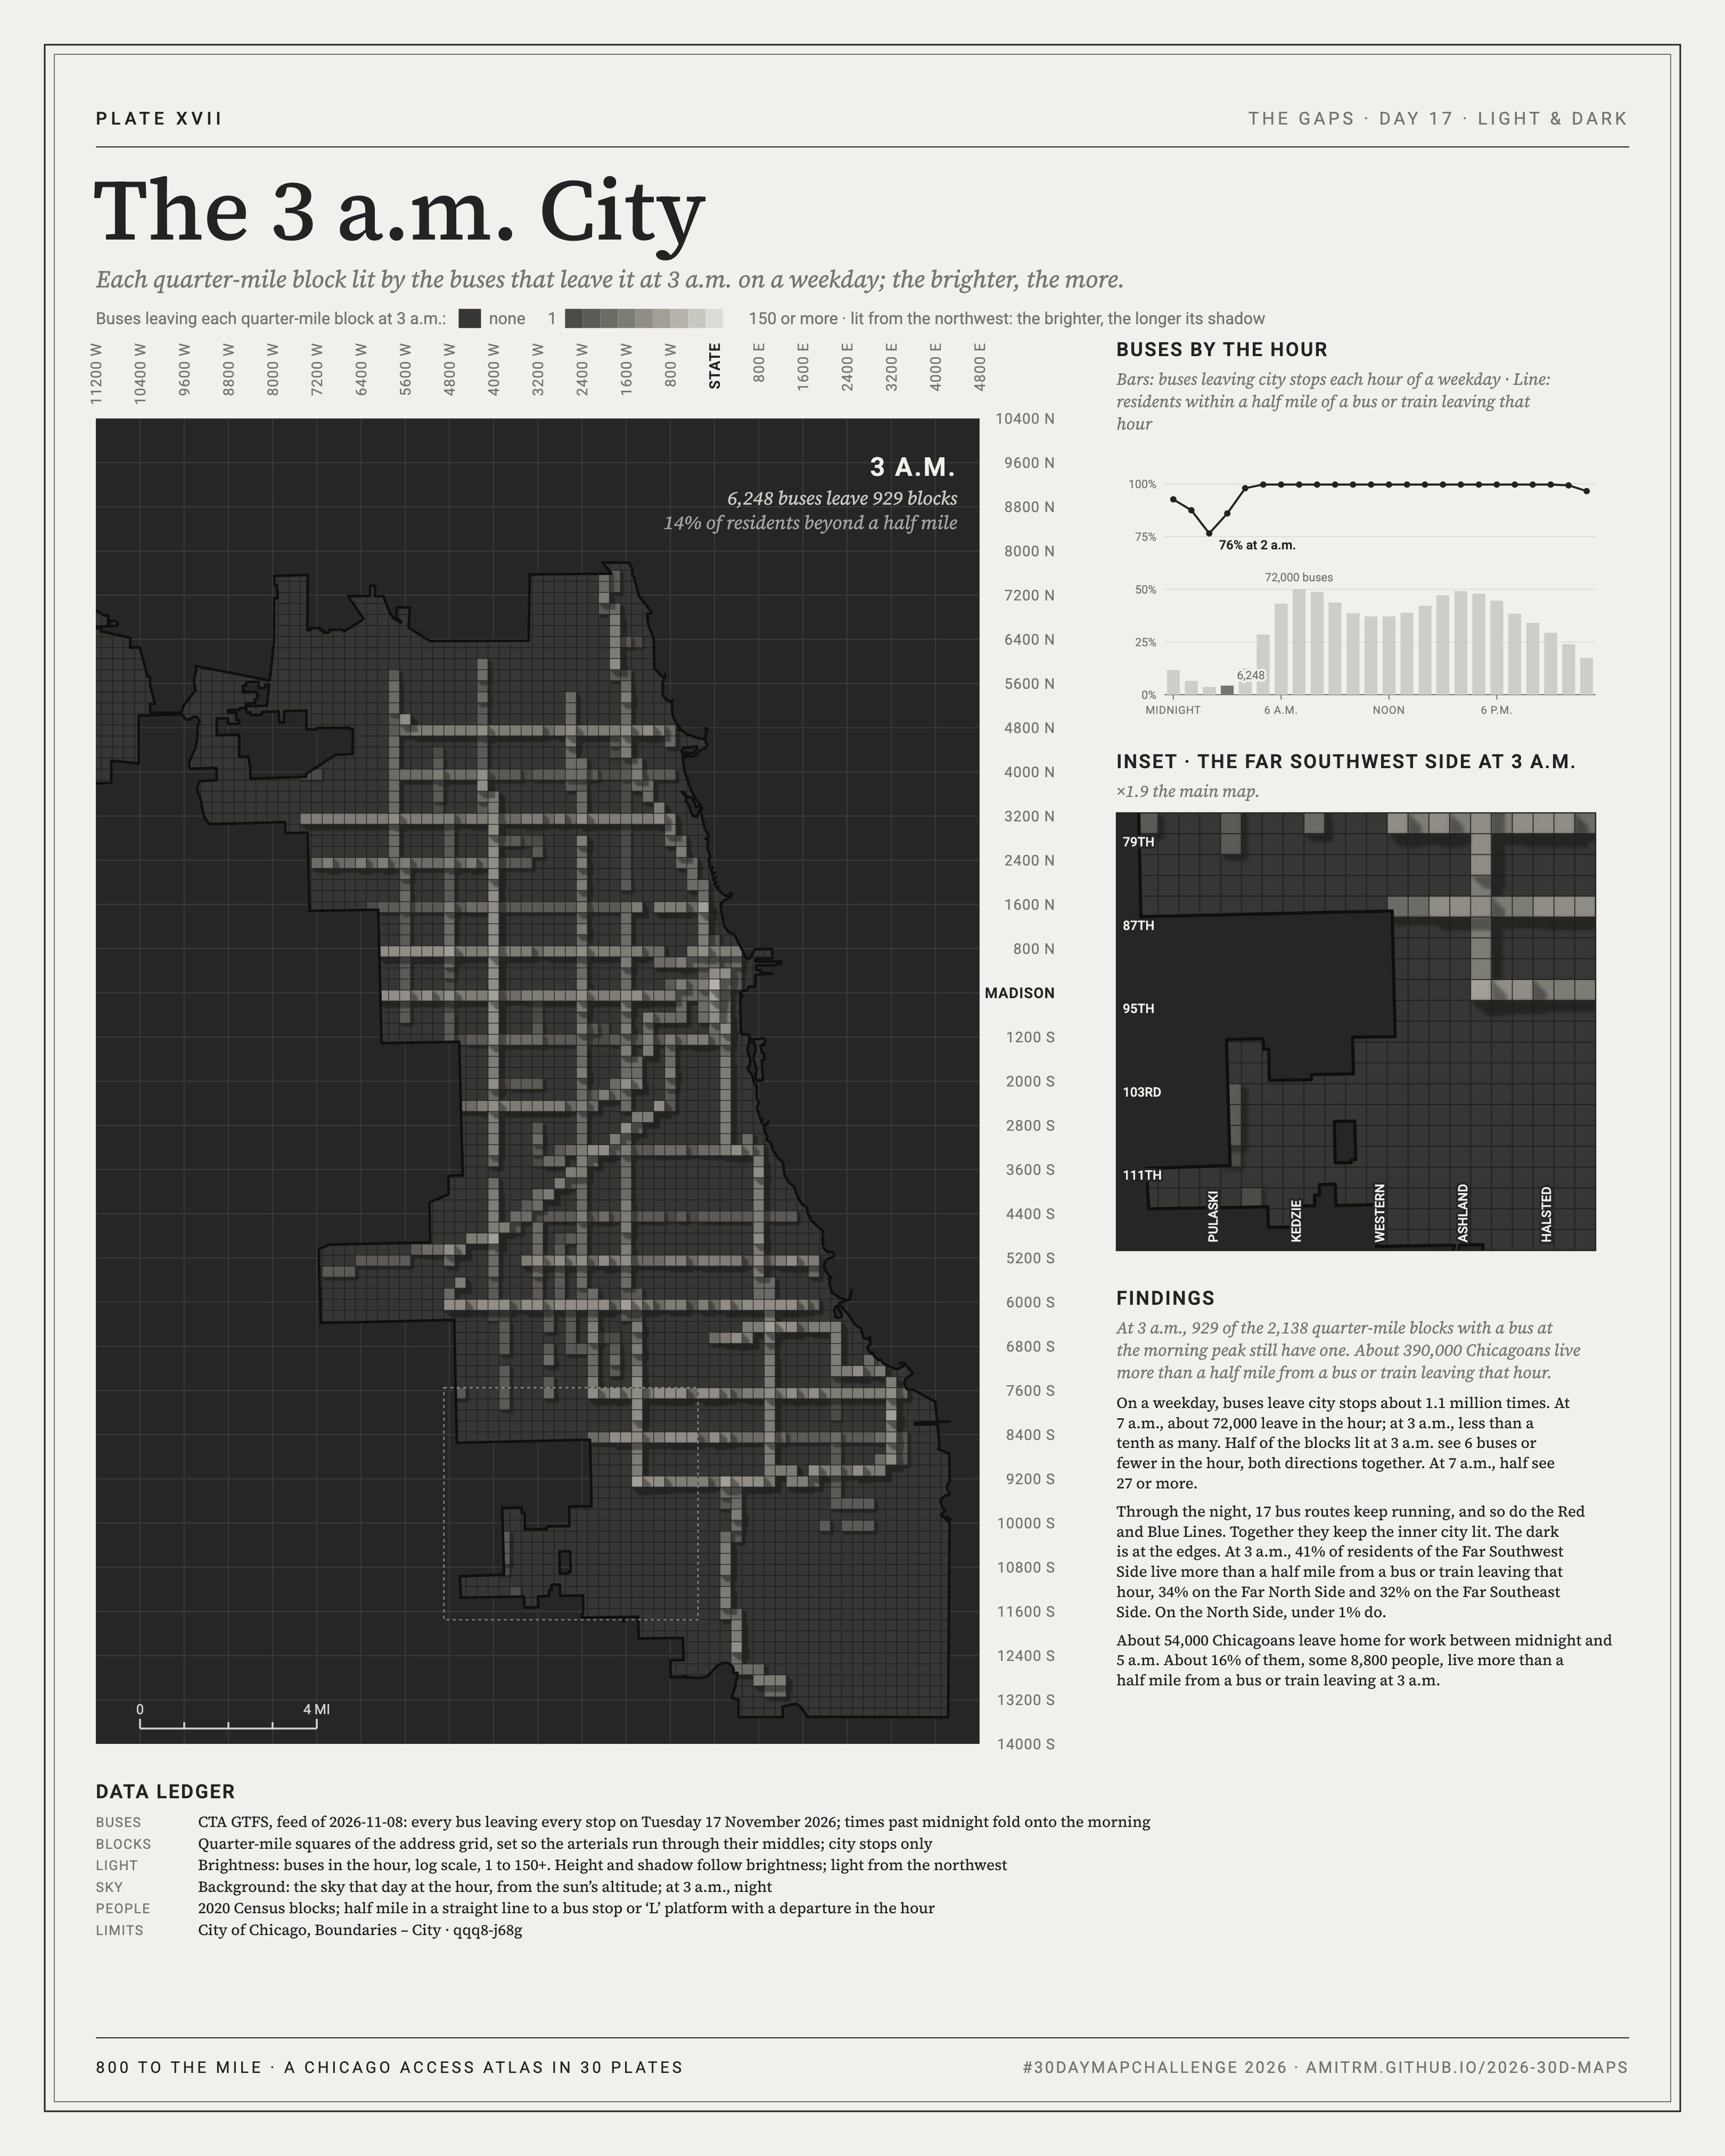 PLATE XVII
THE GAPS · DAY 17 · LIGHT & DARK
The 3 a.m. City
Each quarter-mile block lit by the buses that leave it at 3 a.m. on a weekday; the brighter, the more.
Buses leaving each quarter-mile block at 3 a.m.: none 1 150 or more · lit from the northwest: the brighter, the longer its shadow
11200 W
10400 W
9600 W
8800 W
8000 W
7200 W
6400 W
5600 W
4800 W
4000 W
3200 W
2400 W
1600 W
800 W
STATE
800 E
1600 E
2400 E
3200 E
4000 E
4800 E
10400 N
9600 N
8800 N
8000 N
7200 N
6400 N
5600 N
4800 N
4000 N
3200 N
2400 N
1600 N
800 N
MADISON
1200 S
2000 S
2800 S
3600 S
4400 S
5200 S
6000 S
6800 S
7600 S
8400 S
9200 S
10000 S
10800 S
11600 S
12400 S
13200 S
14000 S
3 A.M.
6,248 buses leave 929 blocks
14% of residents beyond a half mile
0 4 MI
BUSES BY THE HOUR
Bars: buses leaving city stops each hour of a weekday · Line:
residents within a half mile of a bus or train leaving that
hour
100%
75%
50%
25%
0%
76% at 2 a.m.
72,000 buses
6,248
MIDNIGHT
6 A.M.
NOON
6 P.M.
INSET · THE FAR SOUTHWEST SIDE AT 3 A.M.
×1.9 the main map.
79TH
87TH
95TH
103RD
111TH
PULASKI
KEDZIE
WESTERN
ASHLAND
HALSTED
FINDINGS
At 3 a.m., 929 of the 2,138 quarter-mile blocks with a bus at
the morning peak still have one. About 390,000 Chicagoans live
more than a half mile from a bus or train leaving that hour.
On a weekday, buses leave city stops about 1.1 million times. At
7 a.m., about 72,000 leave in the hour; at 3 a.m., less than a
tenth as many. Half of the blocks lit at 3 a.m. see 6 buses or
fewer in the hour, both directions together. At 7 a.m., half see
27 or more.
Through the night, 17 bus routes keep running, and so do the Red
and Blue Lines. Together they keep the inner city lit. The dark
is at the edges. At 3 a.m., 41% of residents of the Far Southwest
Side live more than a half mile from a bus or train leaving that
hour, 34% on the Far North Side and 32% on the Far Southeast
Side. On the North Side, under 1% do.
About 54,000 Chicagoans leave home for work between midnight and
5 a.m. About 16% of them, some 8,800 people, live more than a
half mile from a bus or train leaving at 3 a.m.
DATA LEDGER
BUSES CTA GTFS, feed of 2026-11-08: every bus leaving every stop on Tuesday 17 November 2026; times past midnight fold onto the morning
BLOCKS Quarter-mile squares of the address grid, set so the arterials run through their middles; city stops only
LIGHT Brightness: buses in the hour, log scale, 1 to 150+. Height and shadow follow brightness; light from the northwest
SKY Background: the sky that day at the hour, from the sun’s altitude; at 3 a.m., night
PEOPLE 2020 Census blocks; half mile in a straight line to a bus stop or ‘L’ platform with a departure in the hour
LIMITS City of Chicago, Boundaries – City · qqq8-j68g
800 TO THE MILE · A CHICAGO ACCESS ATLAS IN 30 PLATES
#30DAYMAPCHALLENGE 2026 · AMITRM.GITHUB.IO/2026-30D-MAPS